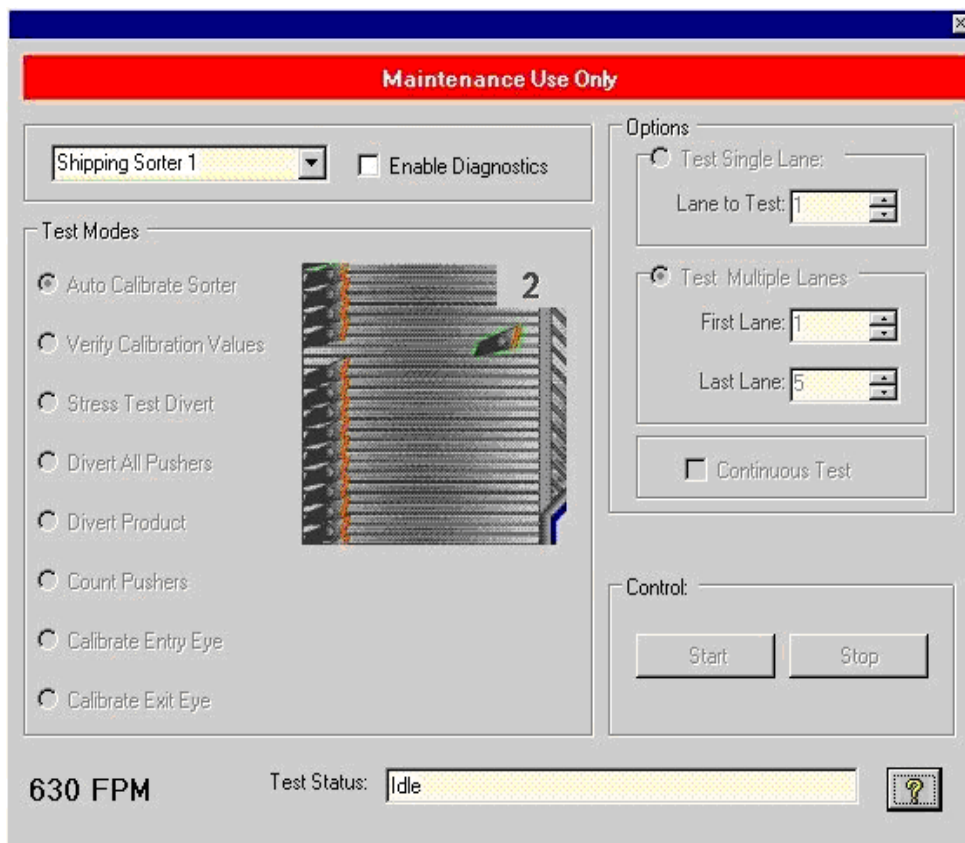 Maintenance Use Only
Shipping Sorter 1
Enable Diagnostics
Test Modes
Auto Calibrate Sorter
Verify Calibration Values
Stress Test Divert
Divert All Pushers
Divert Product
Count Pushers
Calibrate Entry Eye
Calibrate Exit Eye
2
Options
Test Single Lane:
Lane to Test: 1
Test Multiple Lanes
First Lane: 1
Last Lane: 5
Continuous Test
Control:
Start
Stop
630 FPM
Test Status: Idle
?